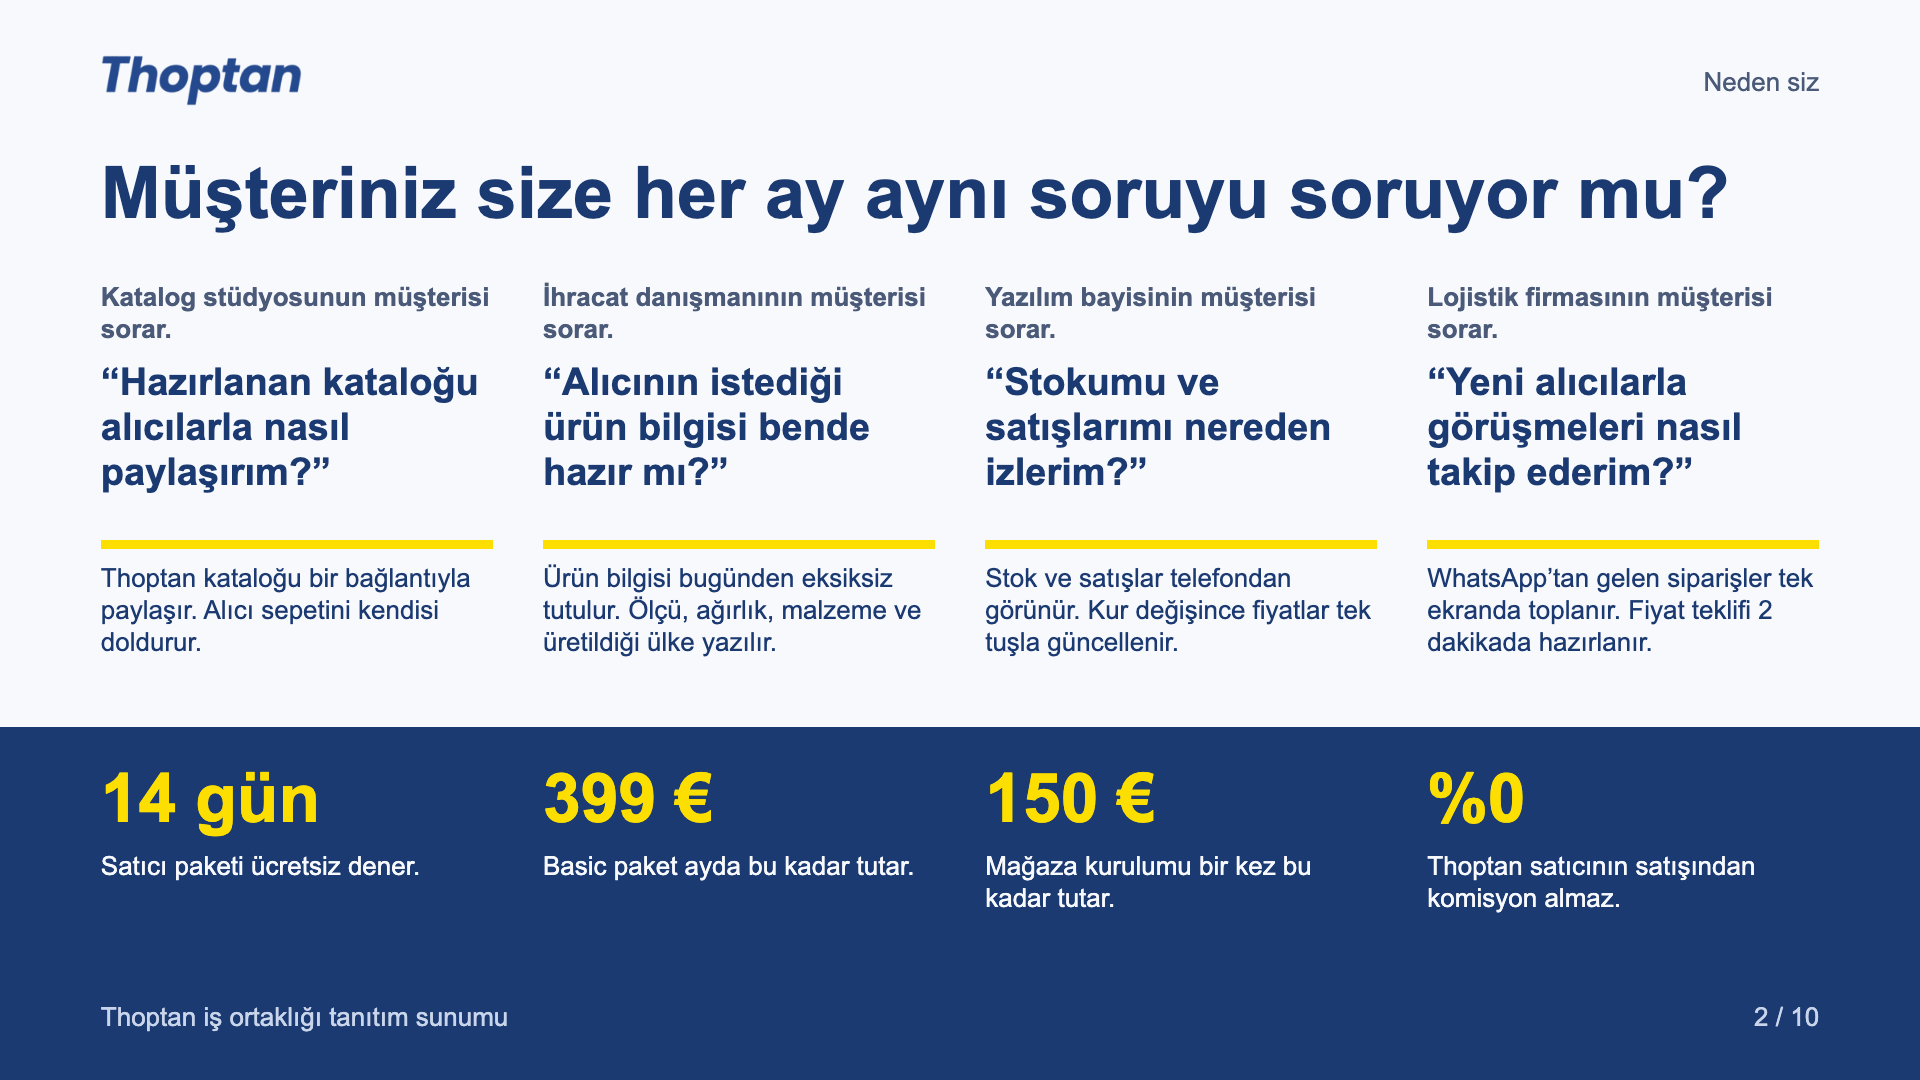 Thoptan
Neden siz
Müşteriniz size her ay aynı soruyu soruyor mu?
Katalog stüdyosunun müşterisi
sorar.
“Hazırlanan kataloğu
alıcılarla nasıl
paylaşırım?”
Thoptan kataloğu bir bağlantıyla
paylaşır. Alıcı sepetini kendisi
doldurur.
İhracat danışmanının müşterisi
sorar.
“Alıcının istediği
ürün bilgisi bende
hazır mı?”
Ürün bilgisi bugünden eksiksiz
tutulur. Ölçü, ağırlık, malzeme ve
üretildiği ülke yazılır.
Yazılım bayisinin müşterisi
sorar.
“Stokumu ve
satışlarımı nereden
izlerim?”
Stok ve satışlar telefondan
görünür. Kur değişince fiyatlar tek
tuşla güncellenir.
Lojistik firmasının müşterisi
sorar.
“Yeni alıcılarla
görüşmeleri nasıl
takip ederim?”
WhatsApp’tan gelen siparişler tek
ekranda toplanır. Fiyat teklifi 2
dakikada hazırlanır.
14 gün
Satıcı paketi ücretsiz dener.
399 €
Basic paket ayda bu kadar tutar.
150 €
Mağaza kurulumu bir kez bu
kadar tutar.
%0
Thoptan satıcının satışından
komisyon almaz.
Thoptan iş ortaklığı tanıtım sunumu
2 / 10